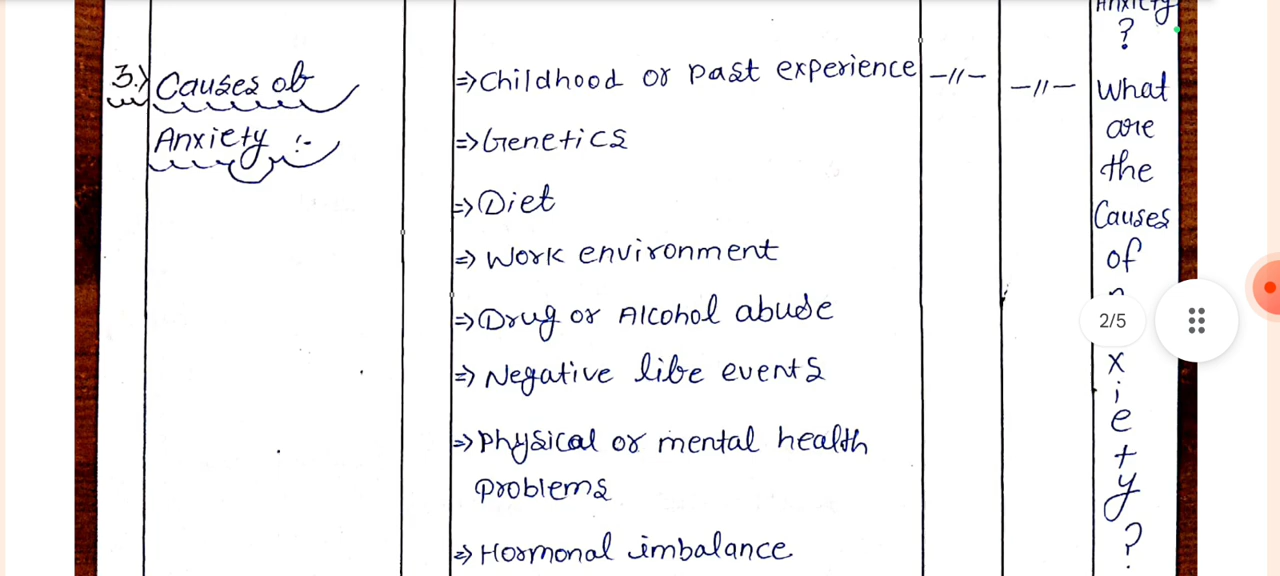 Anxiety
?
3.) Causes of
Anxiety :-
⇒ Childhood or past experience
⇒ Genetics
⇒ Diet
⇒ Work environment
⇒ Drug or Alcohol abuse
⇒ Negative life events
⇒ Physical or mental health
problems
⇒ Hormonal imbalance
-//-
-//-
What
are
the
Causes
of
n
x
i
e
t
y
?
2/5